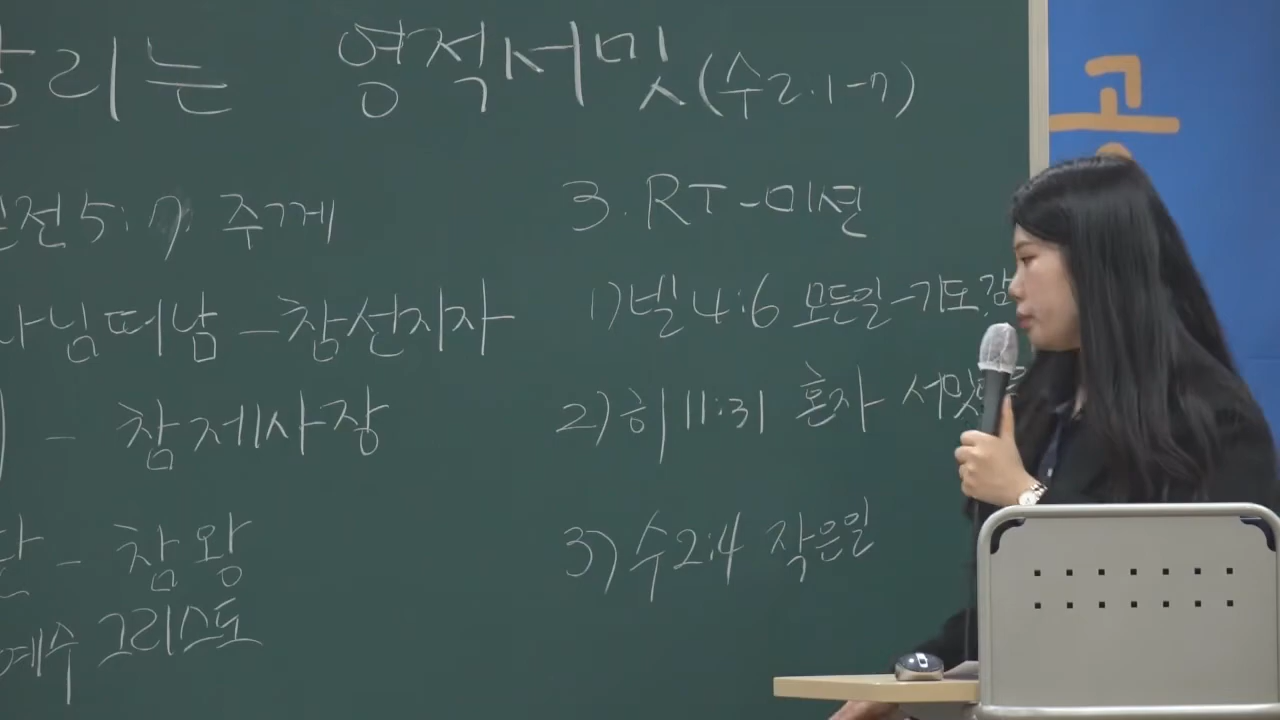 리는 영적서밋(수2:1-7)
전5:7 주께
3. RT-미션
님떠남 - 참선지자
1) 넬4:6 모든일-기도,감
- 참제사장
2) 히11:31 혼자 서밋
- 참왕
3) 수2:4 작은일
예수 그리스도
공